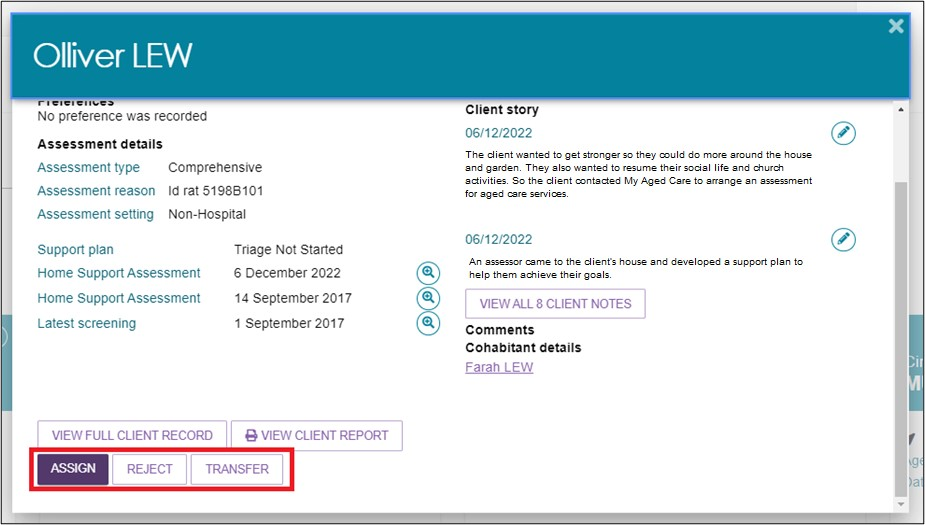 Olliver LEW
Preferences
No preference was recorded
Assessment details
Assessment type Comprehensive
Assessment reason Id rat 5198B101
Assessment setting Non-Hospital
Support plan Triage Not Started
Home Support Assessment 6 December 2022
Home Support Assessment 14 September 2017
Latest screening 1 September 2017
Client story
06/12/2022
The client wanted to get stronger so they could do more around the house
and garden. They also wanted to resume their social life and church
activities. So the client contacted My Aged Care to arrange an assessment
for aged care services.
06/12/2022
An assessor came to the client's house and developed a support plan to
help them achieve their goals.
VIEW ALL 8 CLIENT NOTES
Comments
Cohabitant details
Farah LEW
VIEW FULL CLIENT RECORD VIEW CLIENT REPORT
ASSIGN REJECT TRANSFER